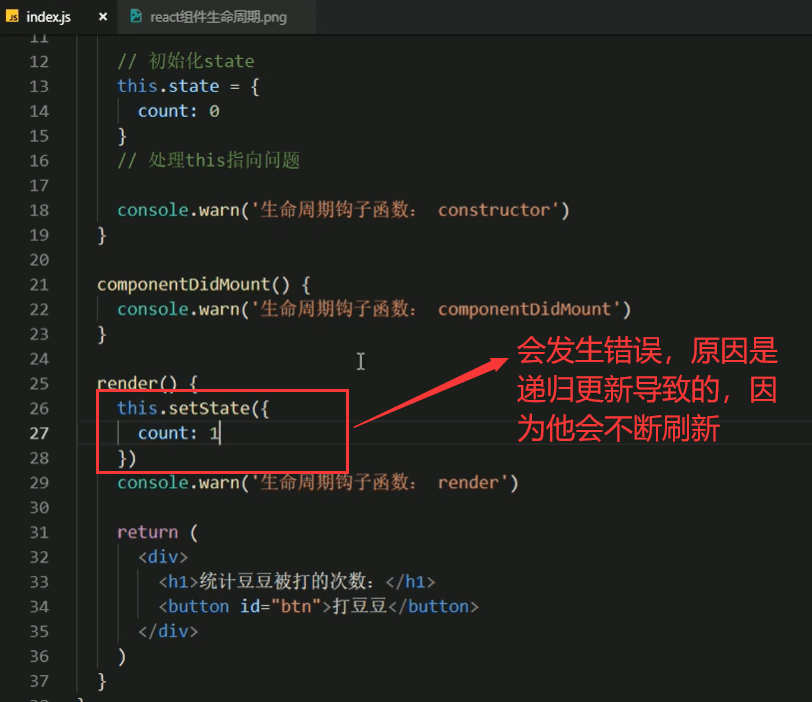 index.js
react组件生命周期.png
11
12 // 初始化state
13 this.state = {
14 count: 0
15 }
16 // 处理this指向问题
17
18 console.warn('生命周期钩子函数： constructor')
19 }
20
21 componentDidMount() {
22 console.warn('生命周期钩子函数： componentDidMount')
23 }
24
25 render() {
26 this.setState({
27 count: 1
28 })
29 console.warn('生命周期钩子函数： render')
30
31 return (
32 <div>
33 <h1>统计豆豆被打的次数：</h1>
34 <button id="btn">打豆豆</button>
35 </div>
36 )
37 }
会发生错误，原因是
递归更新导致的，因
为他会不断刷新